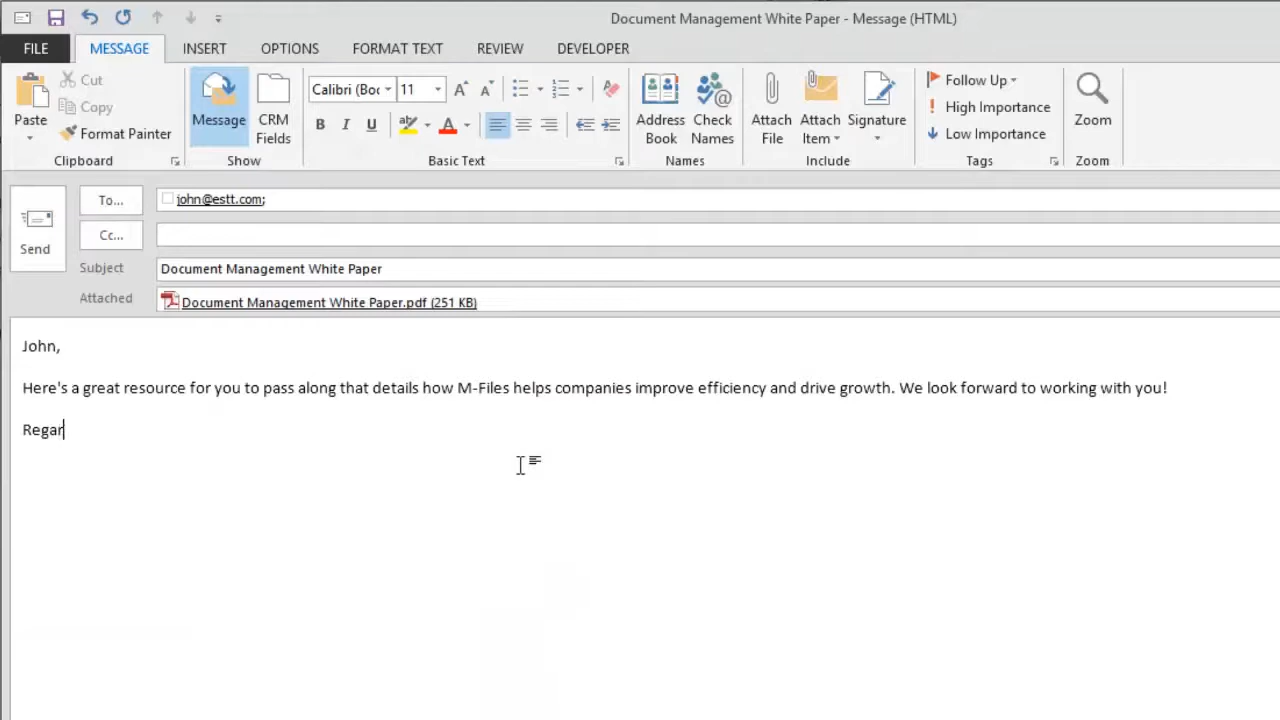 Document Management White Paper - Message (HTML)
FILE MESSAGE INSERT OPTIONS FORMAT TEXT REVIEW DEVELOPER
Paste
Cut
Copy
Format Painter
Clipboard
Message
CRM
Fields
Show
Calibri (Boc 11
B I U ab A
Basic Text
Address
Book
Check
Names
Names
Attach
File
Attach
Item
Signature
Include
Follow Up
High Importance
Low Importance
Tags
Zoom
Zoom
Send
To... john@estt.com;
Cc...
Subject Document Management White Paper
Attached Document Management White Paper.pdf (251 KB)
John,
Here's a great resource for you to pass along that details how M-Files helps companies improve efficiency and drive growth. We look forward to working with you!
Regar